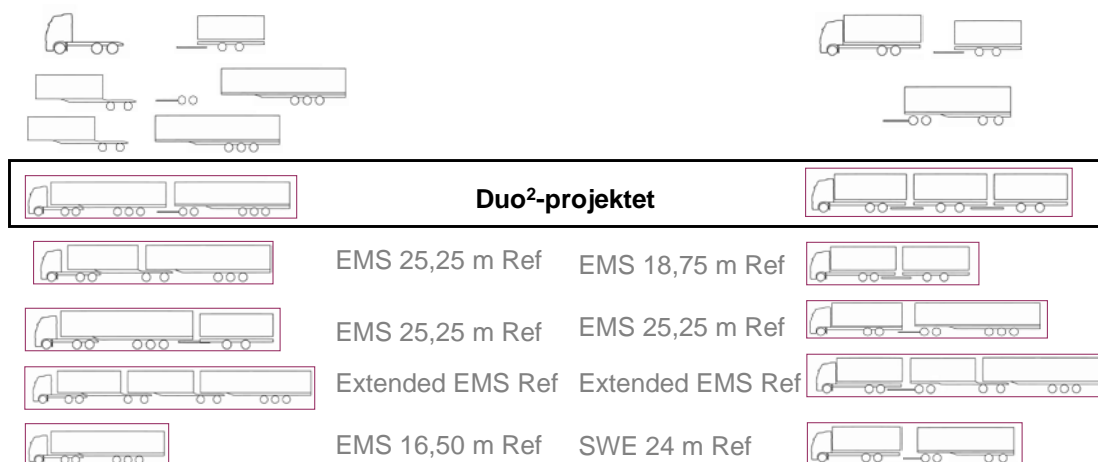 Duo²-projektet
EMS 25,25 m Ref EMS 18,75 m Ref
EMS 25,25 m Ref EMS 25,25 m Ref
Extended EMS Ref Extended EMS Ref
EMS 16,50 m Ref SWE 24 m Ref